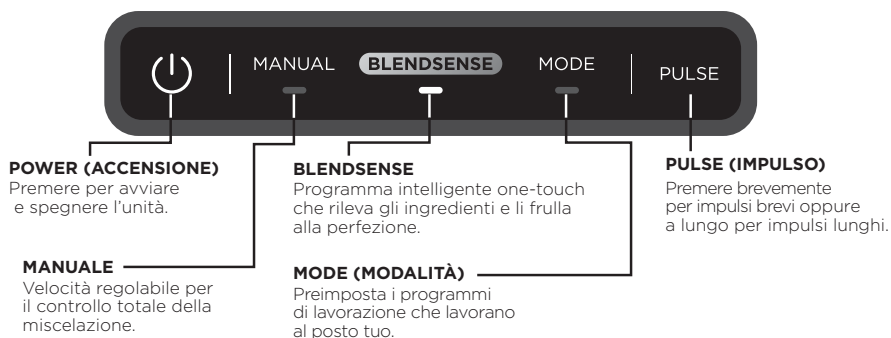 MANUAL BLENDSENSE MODE PULSE
POWER (ACCENSIONE)
Premere per avviare
e spegnere l’unità.
MANUALE
Velocità regolabile per
il controllo totale della
miscelazione.
BLENDSENSE
Programma intelligente one-touch
che rileva gli ingredienti e li frulla
alla perfezione.
MODE (MODALITÀ)
Preimposta i programmi
di lavorazione che lavorano
al posto tuo.
PULSE (IMPULSO)
Premere brevemente
per impulsi brevi oppure
a lungo per impulsi lunghi.